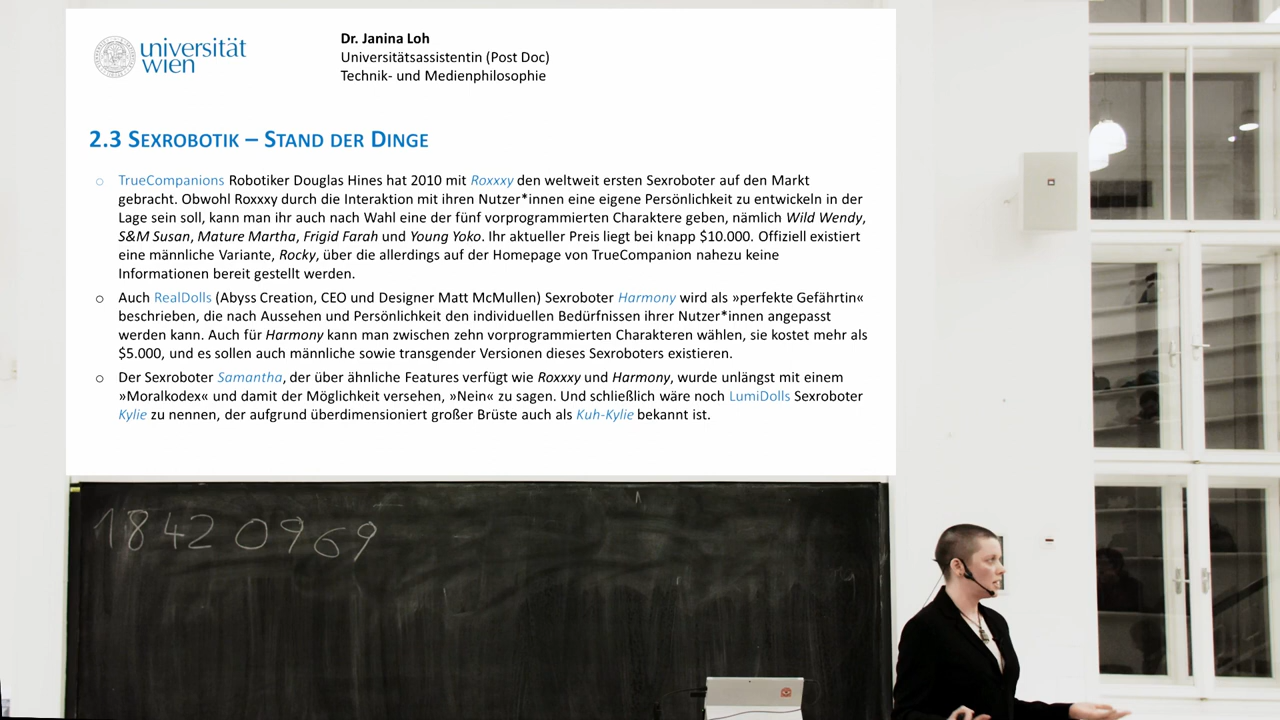 universität
wien
Dr. Janina Loh
Universitätsassistentin (Post Doc)
Technik- und Medienphilosophie
2.3 Sexrobotik – Stand der Dinge
○ TrueCompanions Robotiker Douglas Hines hat 2010 mit Roxxxy den weltweit ersten Sexroboter auf den Markt
gebracht. Obwohl Roxxxy durch die Interaktion mit ihren Nutzer*innen eine eigene Persönlichkeit zu entwickeln in der
Lage sein soll, kann man ihr auch nach Wahl eine der fünf vorprogrammierten Charaktere geben, nämlich Wild Wendy,
S&M Susan, Mature Martha, Frigid Farah und Young Yoko. Ihr aktueller Preis liegt bei knapp $10.000. Offiziell existiert
eine männliche Variante, Rocky, über die allerdings auf der Homepage von TrueCompanion nahezu keine
Informationen bereit gestellt werden.
○ Auch RealDolls (Abyss Creation, CEO und Designer Matt McMullen) Sexroboter Harmony wird als »perfekte Gefährtin«
beschrieben, die nach Aussehen und Persönlichkeit den individuellen Bedürfnissen ihrer Nutzer*innen angepasst
werden kann. Auch für Harmony kann man zwischen zehn vorprogrammierten Charakteren wählen, sie kostet mehr als
$5.000, und es sollen auch männliche sowie transgender Versionen dieses Sexroboters existieren.
○ Der Sexroboter Samantha, der über ähnliche Features verfügt wie Roxxxy und Harmony, wurde unlängst mit einem
»Moralkodex« und damit der Möglichkeit versehen, »Nein« zu sagen. Und schließlich wäre noch LumiDolls Sexroboter
Kylie zu nennen, der aufgrund überdimensioniert großer Brüste auch als Kuh-Kylie bekannt ist.
1842 0969